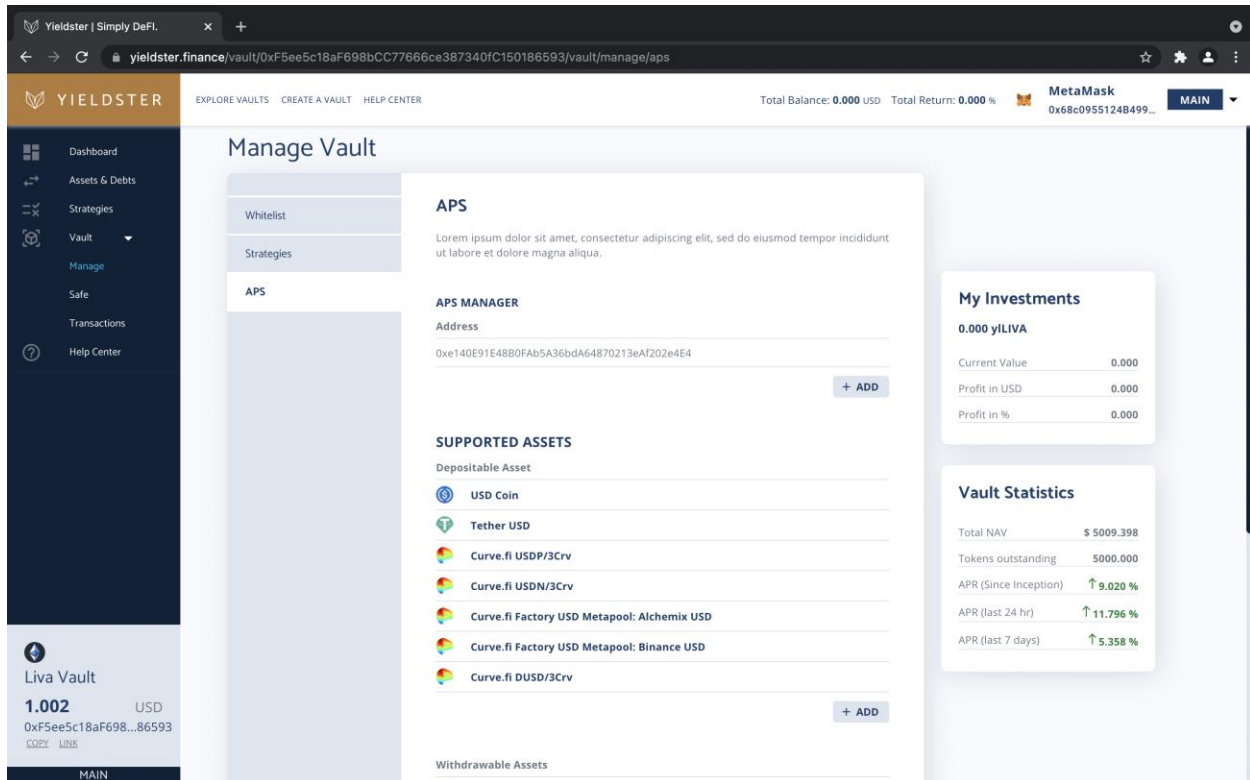 Yieldster | Simply DeFI.
yieldster.finance/vault/0xF5ee5c18aF698bCC77666ce387340fC150186593/vault/manage/aps
YIELDSTER
EXPLORE VAULTS CREATE A VAULT HELP CENTER
Total Balance: 0.000 USD Total Return: 0.000 %
MetaMask
0x68c0955124B499...
MAIN
Dashboard
Assets & Debts
Strategies
Vault
Manage
Safe
Transactions
Help Center
Liva Vault
1.002 USD
0xF5ee5c18aF698...86593
COPY LINK
MAIN
Manage Vault
Whitelist
Strategies
APS
APS
Lorem ipsum dolor sit amet, consectetur adipiscing elit, sed do eiusmod tempor incididunt
ut labore et dolore magna aliqua.
APS MANAGER
Address
0xe140E91E48B0FAb5A36bdA64870213eAf202e4E4
+ ADD
SUPPORTED ASSETS
Depositable Asset
USD Coin
Tether USD
Curve.fi USDP/3Crv
Curve.fi USDN/3Crv
Curve.fi Factory USD Metapool: Alchemix USD
Curve.fi Factory USD Metapool: Binance USD
Curve.fi DUSD/3Crv
+ ADD
Withdrawable Assets
My Investments
0.000 ylLIVA
Current Value 0.000
Profit in USD 0.000
Profit in % 0.000
Vault Statistics
Total NAV $ 5009.398
Tokens outstanding 5000.000
APR (Since Inception) ↑ 9.020 %
APR (last 24 hr) ↑ 11.796 %
APR (last 7 days) ↑ 5.358 %